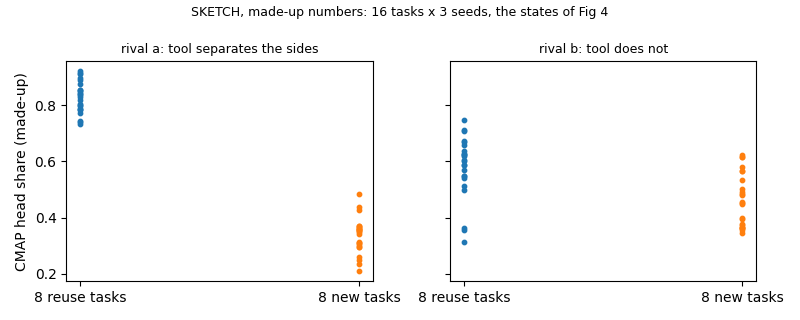 SKETCH, made-up numbers: 16 tasks x 3 seeds, the states of Fig 4
rival a: tool separates the sides
rival b: tool does not
CMAP head share (made-up)
0.8
0.6
0.4
0.2
8 reuse tasks
8 new tasks
8 reuse tasks
8 new tasks